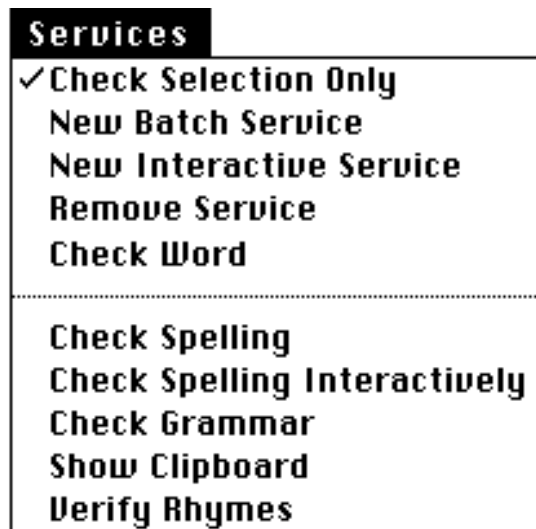 Services
✓Check Selection Only
New Batch Service
New Interactive Service
Remove Service
Check Word
Check Spelling
Check Spelling Interactively
Check Grammar
Show Clipboard
Verify Rhymes